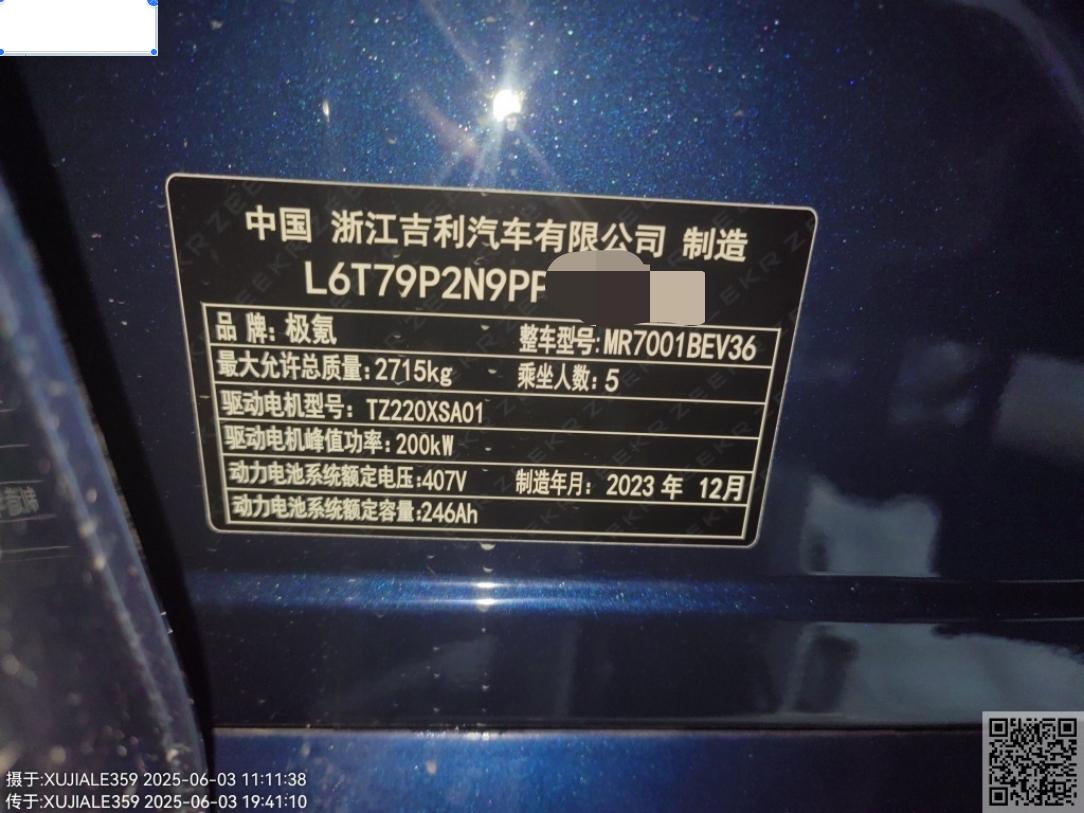 中国 浙江吉利汽车有限公司 制造
L6T79P2N9PP
品 牌: 极氪 整车型号:MR7001BEV36
最大允许总质量:2715kg 乘坐人数: 5
驱动电机型号: TZ220XSA01
驱动电机峰值功率:200kW
动力电池系统额定电压:407V 制造年月: 2023 年 12月
动力电池系统额定容量:246Ah
摄于:XUJIALE359 2025-06-03 11:11:38
传于:XUJIALE359 2025-06-03 19:41:10